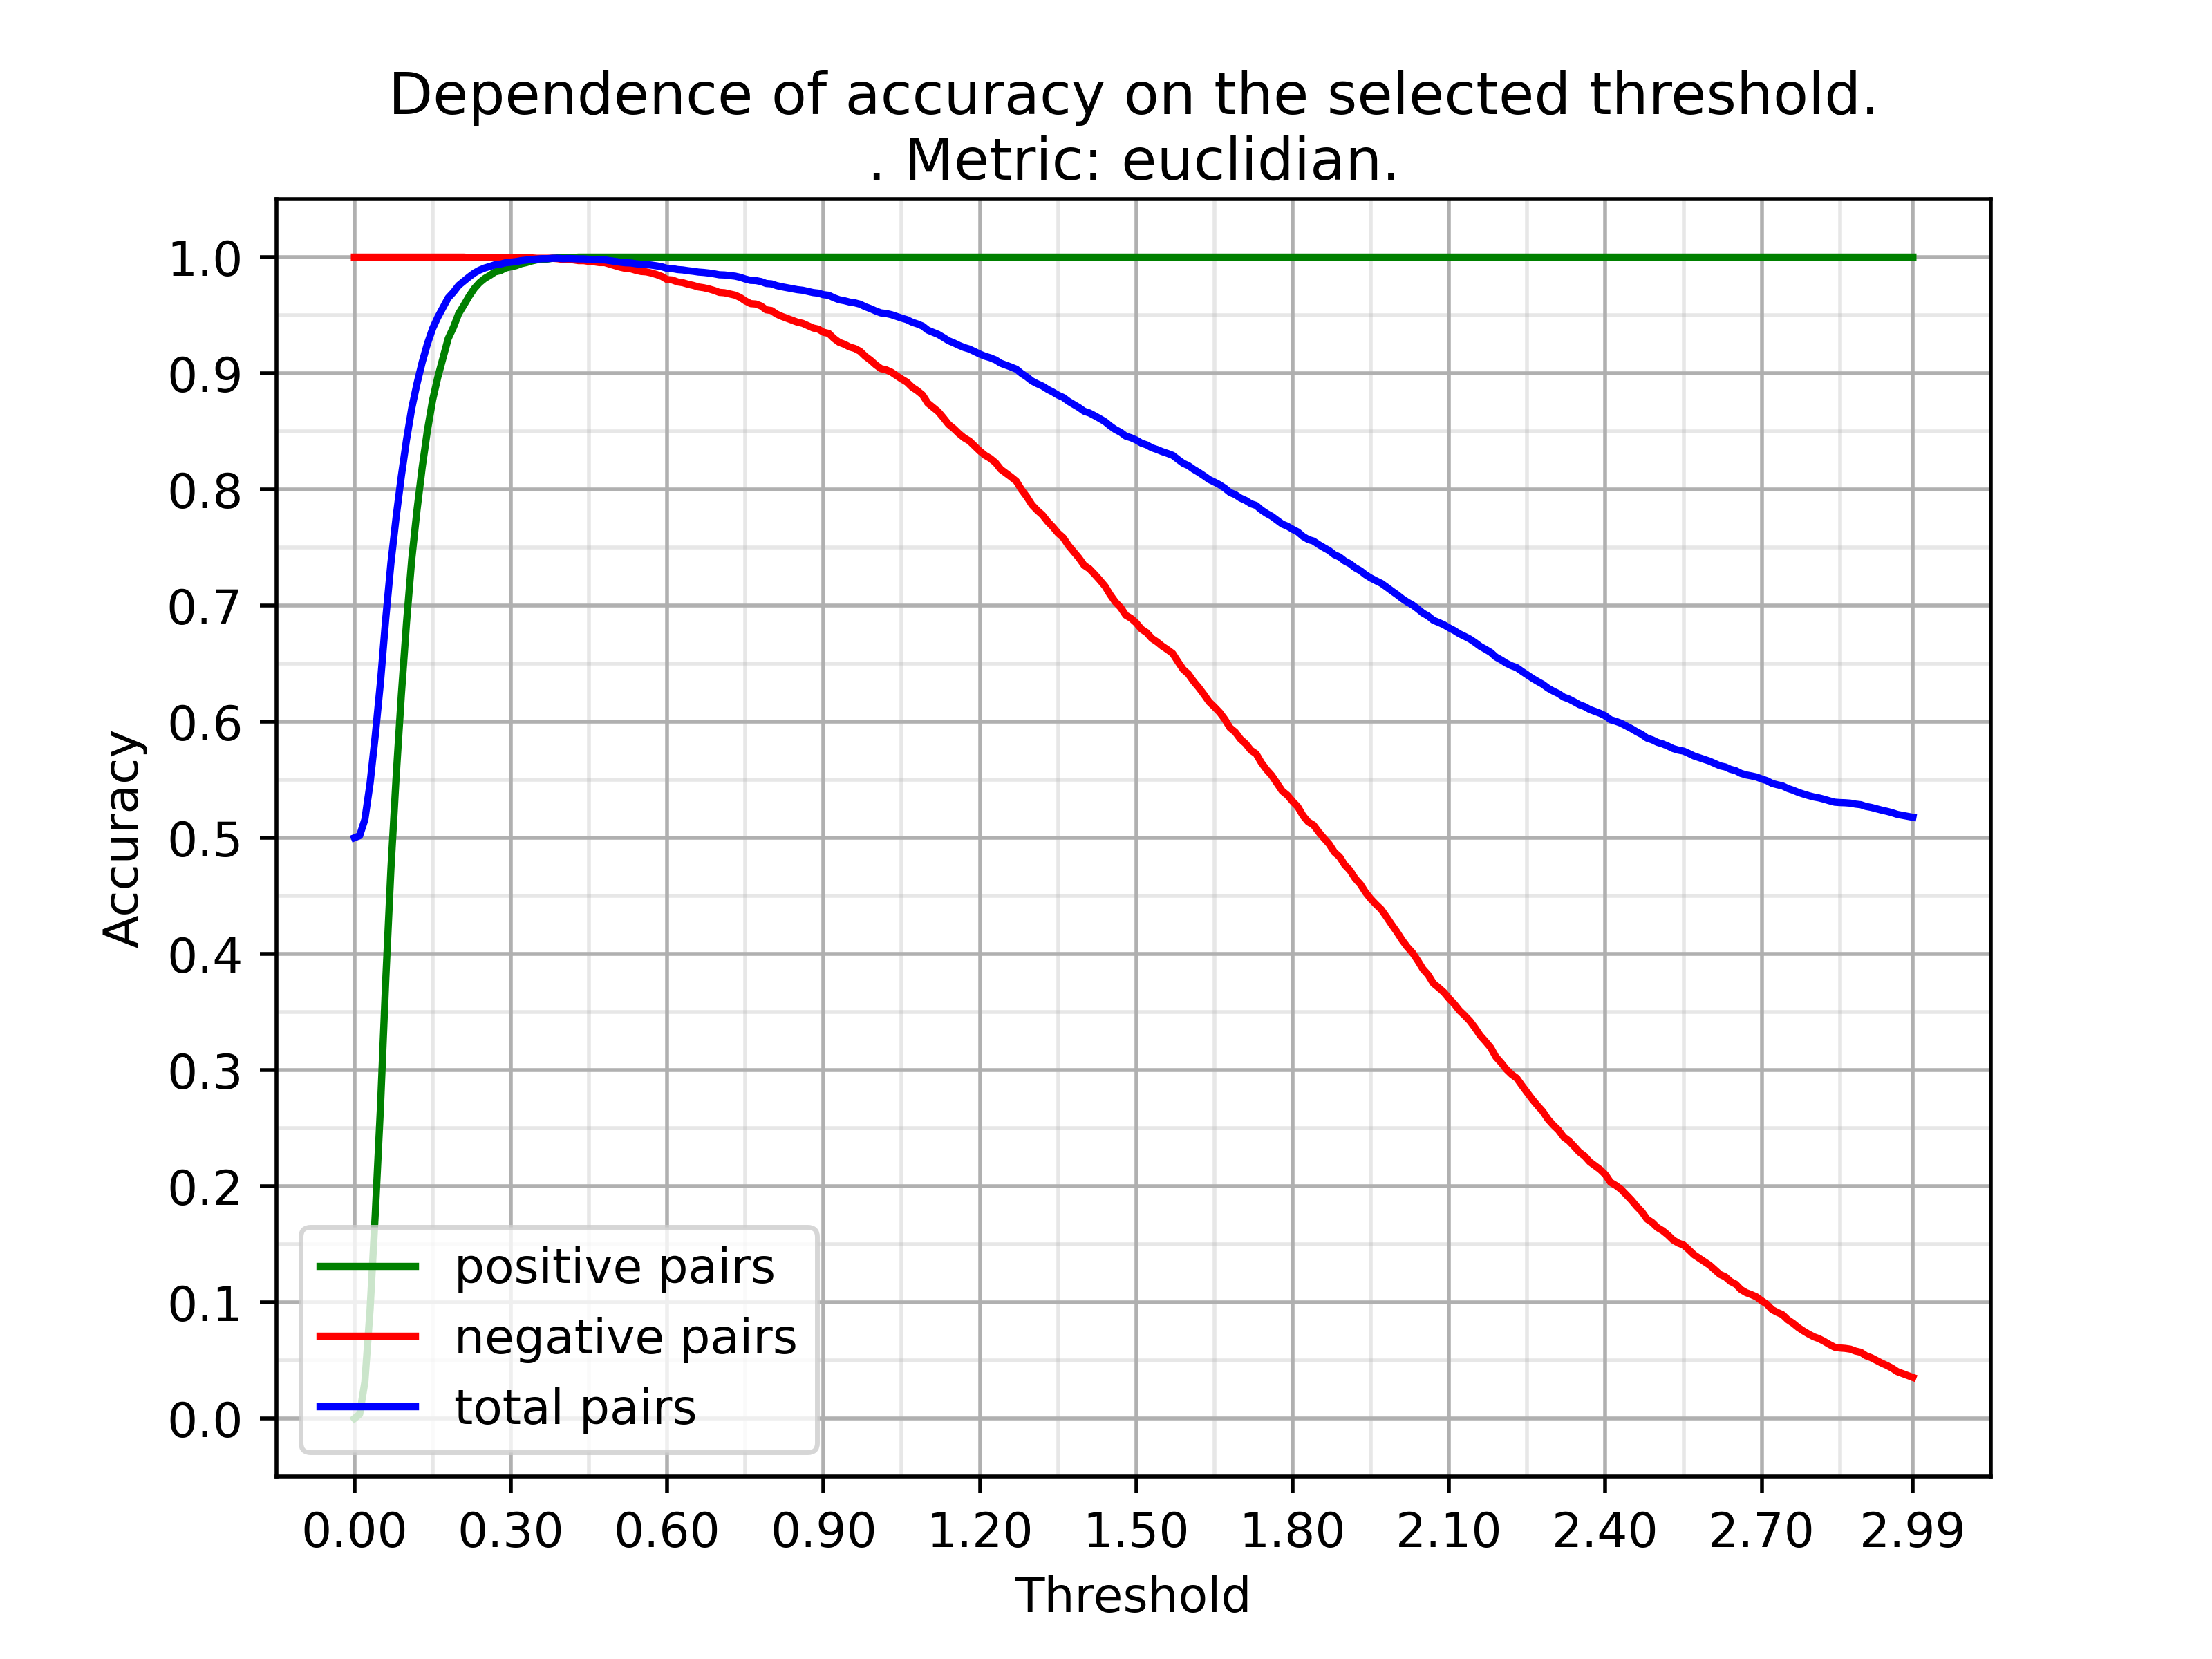 Dependence of accuracy on the selected threshold.
. Metric: euclidian.
1.0
0.9
0.8
0.7
0.6
0.5
0.4
0.3
0.2
0.1
0.0
Accuracy
positive pairs
negative pairs
total pairs
0.00 0.30 0.60 0.90 1.20 1.50 1.80 2.10 2.40 2.70 2.99
Threshold